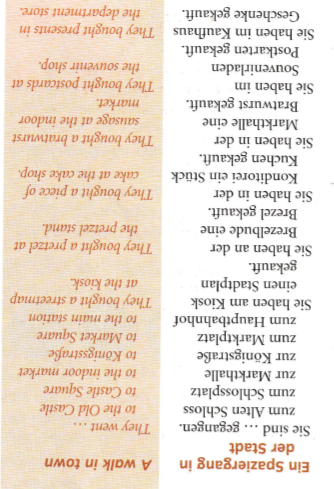 Ein Spaziergang in
der Stadt
Sie sind … gegangen.
zum Alten Schloss
zum Schlossplatz
zur Markthalle
zur Königstraße
zum Marktplatz
zum Hauptbahnhof
Sie haben am Kiosk
einen Stadtplan
gekauft.
Sie haben an der
Brezelbude eine
Brezel gekauft.
Sie haben in der
Konditorei ein Stück
Kuchen gekauft.
Sie haben in der
Markthalle eine
Bratwurst gekauft.
Sie haben im
Souvenirladen
Postkarten gekauft.
Sie haben im Kaufhaus
Geschenke gekauft.
A walk in town
They went …
to the Old Castle
to Castle Square
to the indoor market
to Königsstraße
to Market Square
to the main station
They bought a streetmap
at the kiosk.
They bought a pretzel at
the pretzel stand.
They bought a piece of
cake at the cake shop.
They bought a bratwurst
sausage at the indoor
market.
They bought postcards at
the souvenir shop.
They bought presents in
the department store.